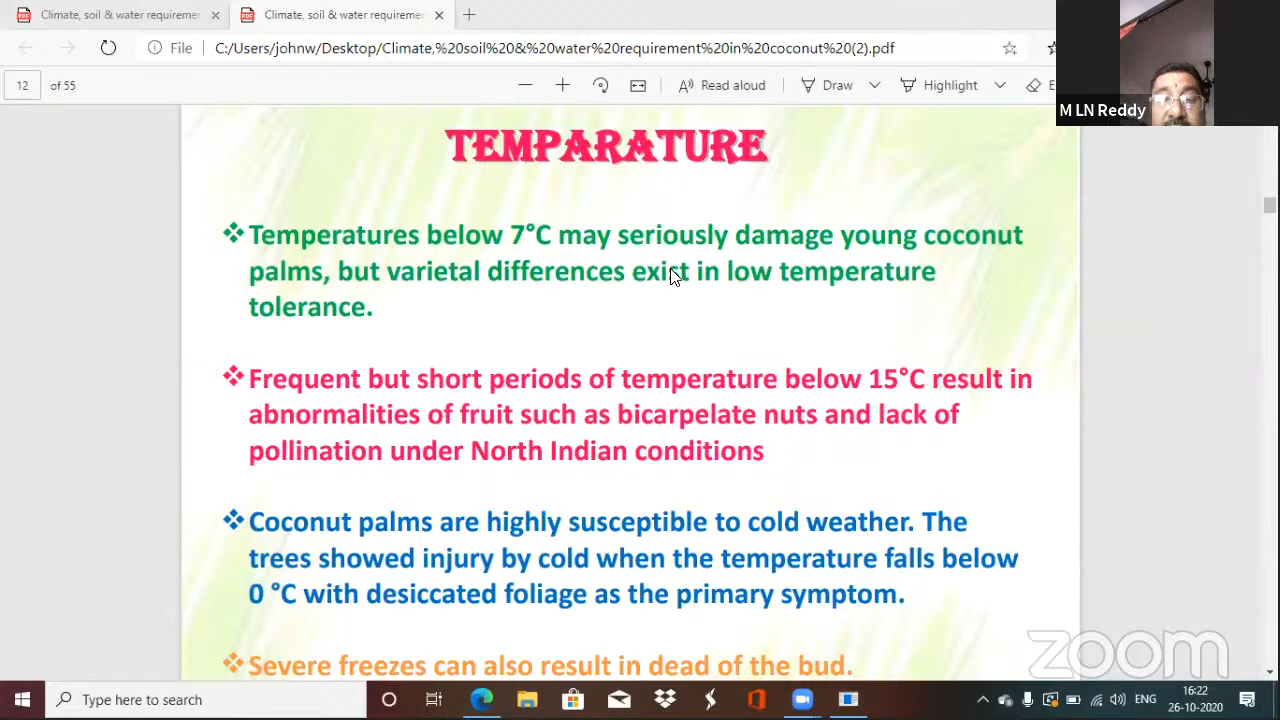 Climate, soil & water requiremen
Climate, soil & water requiremen
File
C:/Users/johnw/Desktop/Climate,%20soil%20&%20water%20requirement%20in%20coconut%20(2).pdf
12 of 55
Read aloud
Draw
Highlight
M LN Reddy
TEMPARATURE
❖ Temperatures below 7°C may seriously damage young coconut
palms, but varietal differences exist in low temperature
tolerance.
❖ Frequent but short periods of temperature below 15°C result in
abnormalities of fruit such as bicarpelate nuts and lack of
pollination under North Indian conditions
❖ Coconut palms are highly susceptible to cold weather. The
trees showed injury by cold when the temperature falls below
0 °C with desiccated foliage as the primary symptom.
❖ Severe freezes can also result in dead of the bud.
zoom
Type here to search
ENG
16:22
26-10-2020